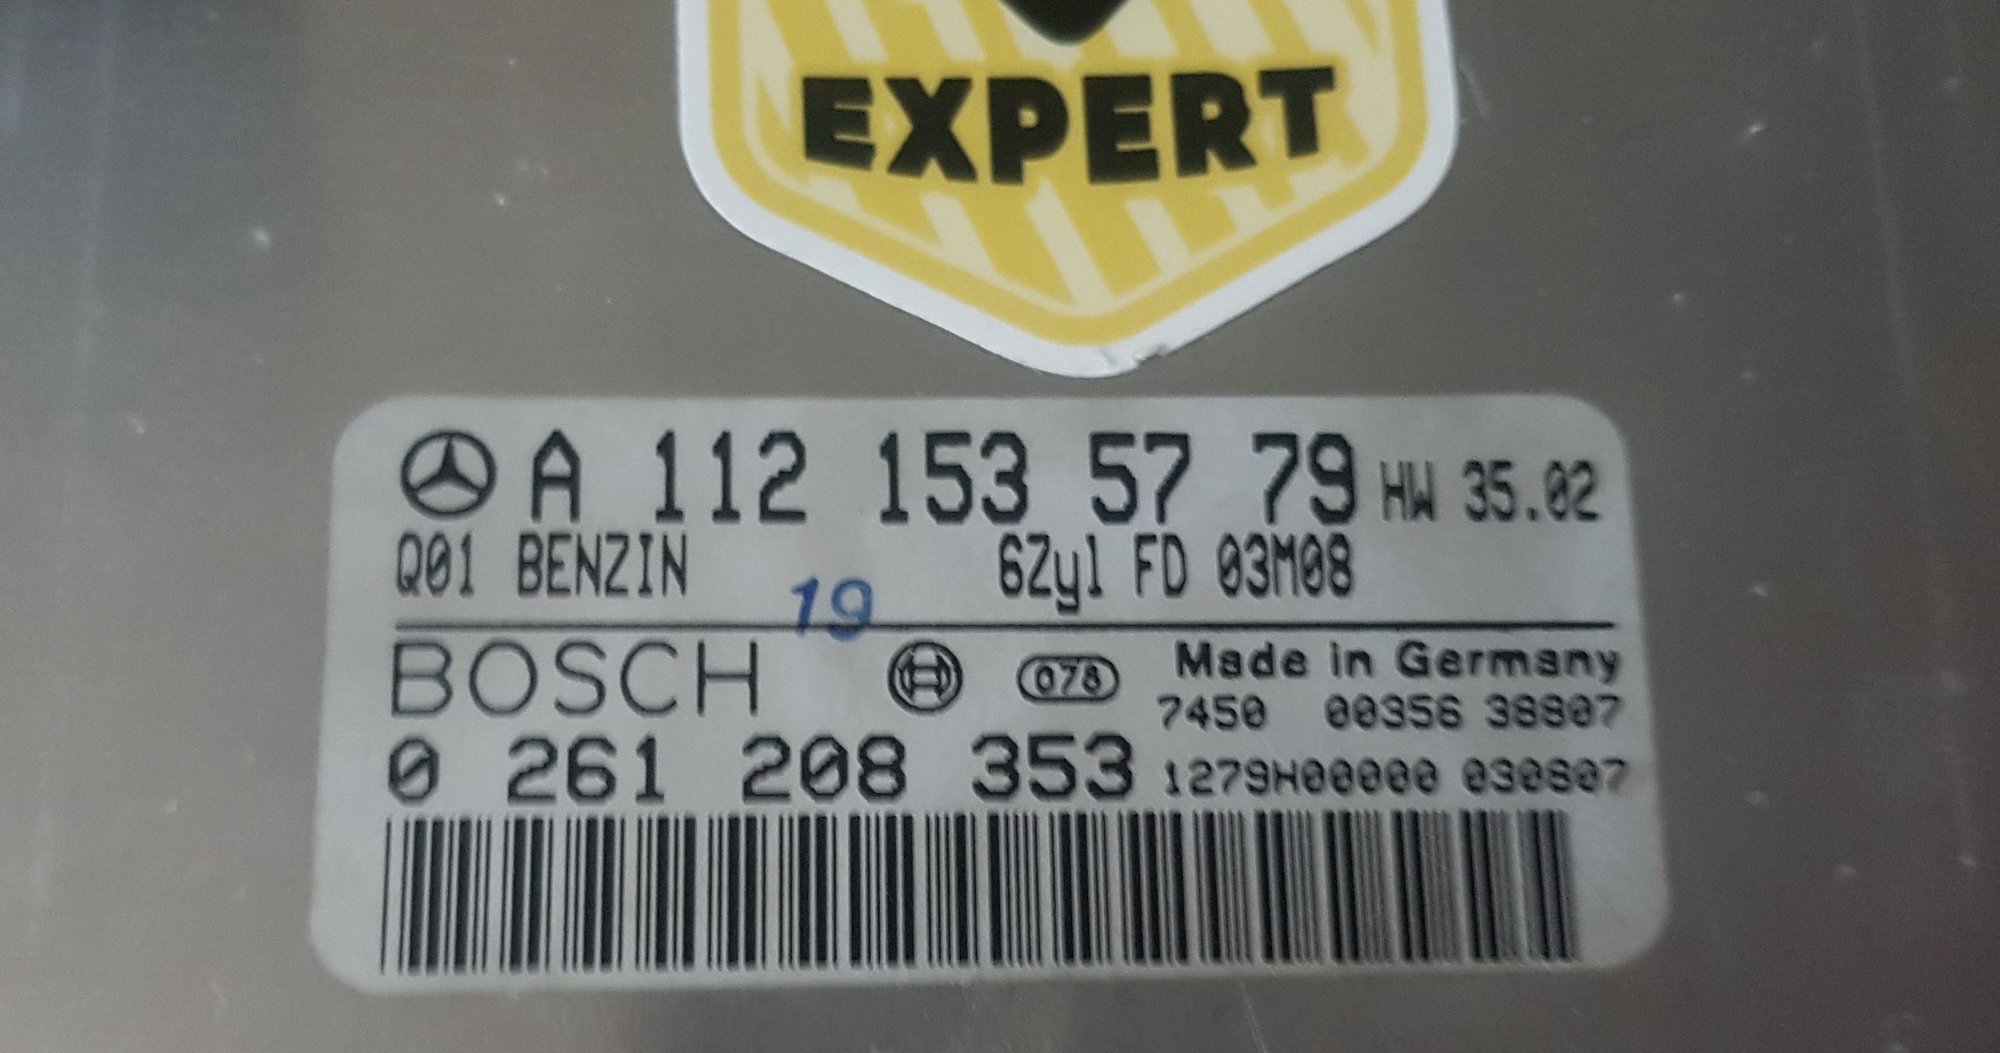 EXPERT
A 112 153 57 79 HW 35.02
Q01 BENZIN 6Zyl FD 03M08
19
BOSCH 078 Made in Germany
7450 00356 38807
0 261 208 353 1279H00000 030807